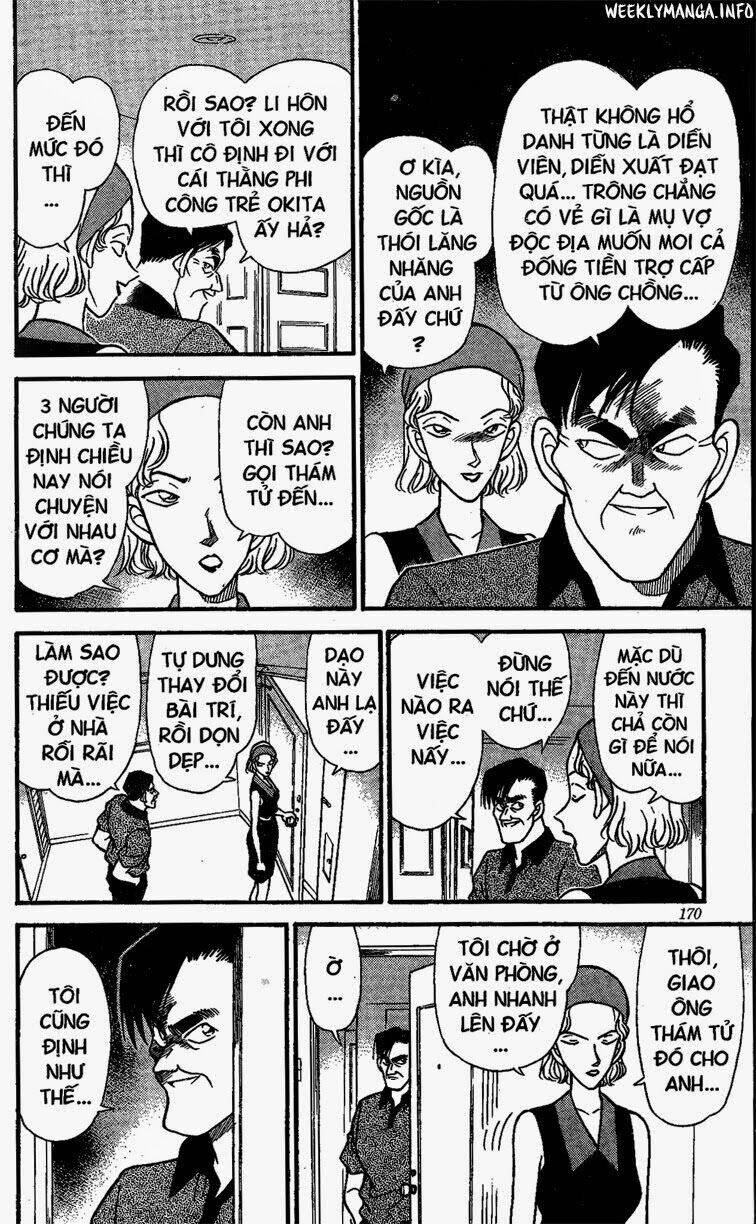 WEEKLYMANGA.INFO
THẬT KHÔNG HỔ
DANH TỪNG LÀ DIỄN
VIÊN, DIỄN XUẤT ĐẠT
QUÁ... TRÔNG CHẲNG
CÓ VẺ GÌ LÀ MỤ VỢ
ĐỘC ĐỊA MUỐN MOI CẢ
ĐỐNG TIỀN TRỢ CẤP
TỪ ÔNG CHỒNG...
Ơ KÌA,
NGUỒN
GỐC LÀ
THÓI LĂNG
NHĂNG
CỦA ANH
ĐẤY CHỨ
?
RỒI SAO? LI HÔN
VỚI TÔI XONG
THÌ CÔ ĐỊNH ĐI VỚI
CÁI THẰNG PHI
CÔNG TRẺ OKITA
ẤY HẢ?
ĐẾN
MỨC ĐÓ
THÌ
...
CÒN ANH
THÌ SAO?
GỌI THÁM
TỬ ĐẾN...
3 NGƯỜI
CHÚNG TA
ĐỊNH CHIỀU
NAY NÓI
CHUYỆN
VỚI NHAU
CƠ MÀ?
MẶC DÙ
ĐẾN NƯỚC
NÀY THÌ
CHẢ CÒN
GÌ ĐỂ NÓI
NỮA...
ĐỪNG
NÓI THẾ
CHỨ...
VIỆC
NÀO RA
VIỆC
NẤY...
DẠO
NÀY
ANH LẠ
ĐẤY
...
TỰ DƯNG
THAY ĐỔI
BÀI TRÍ,
RỒI DỌN
DẸP...
LÀM SAO
ĐƯỢC?
THIẾU VIỆC
Ở NHÀ
RỒI RÃI
MÀ...
170
THÔI,
GIAO
ÔNG
THÁM TỬ
ĐÓ CHO
ANH...
TÔI CHỜ Ở
VĂN PHÒNG,
ANH NHANH
LÊN ĐẤY
...
Ờ
...
TÔI
CŨNG
ĐỊNH
NHƯ
THẾ...